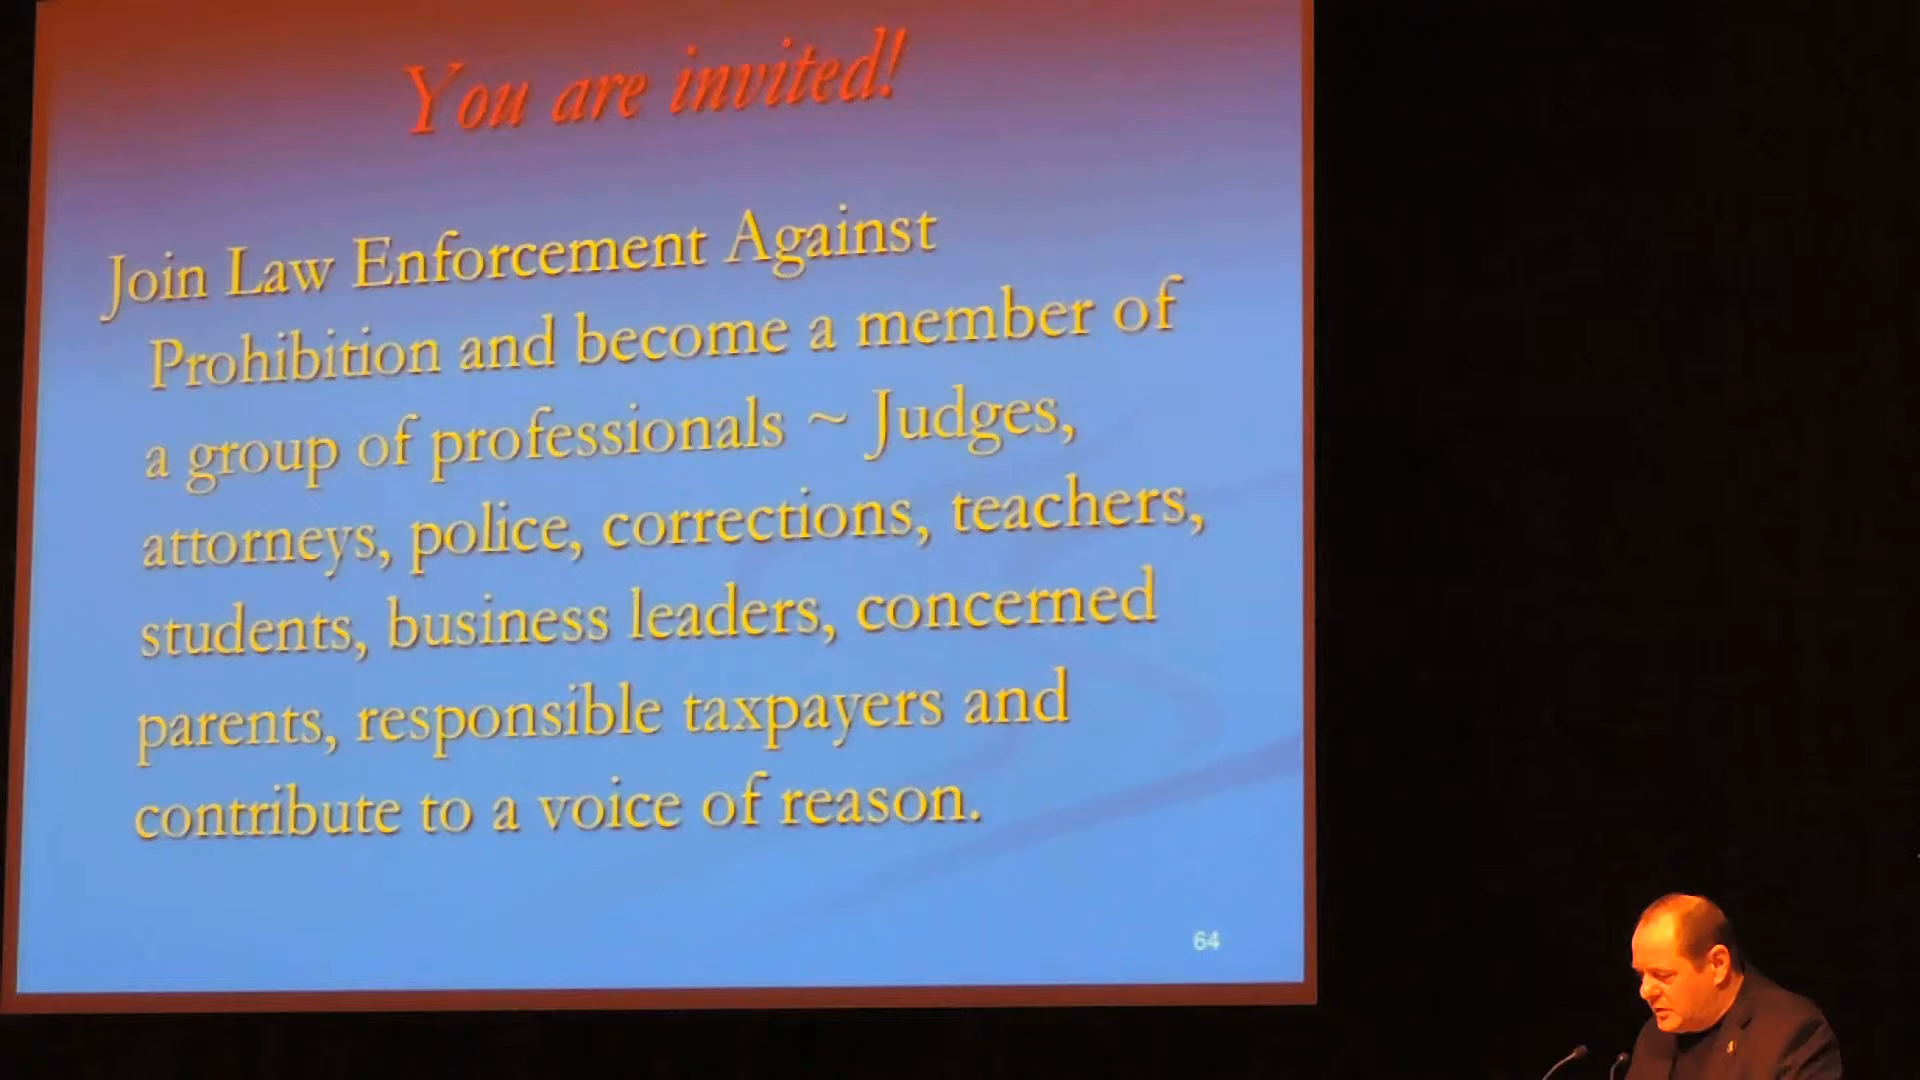 You are invited!
Join Law Enforcement Against
Prohibition and become a member of
a group of professionals ~ Judges,
attorneys, police, corrections, teachers,
students, business leaders, concerned
parents, responsible taxpayers and
contribute to a voice of reason.
64